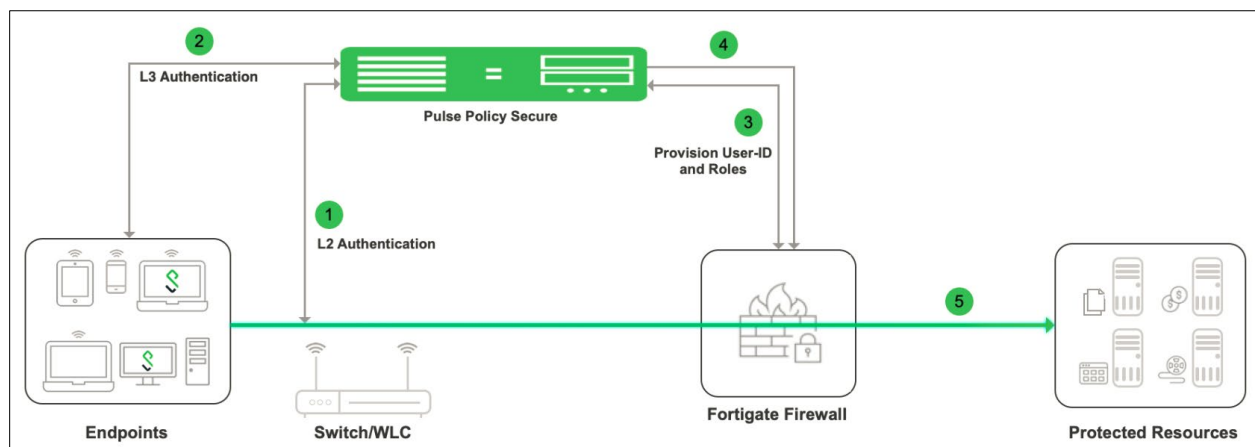 2
4
L3 Authentication
Pulse Policy Secure
3
Provision User-ID
and Roles
1
L2 Authentication
5
Endpoints
Switch/WLC
Fortigate Firewall
Protected Resources